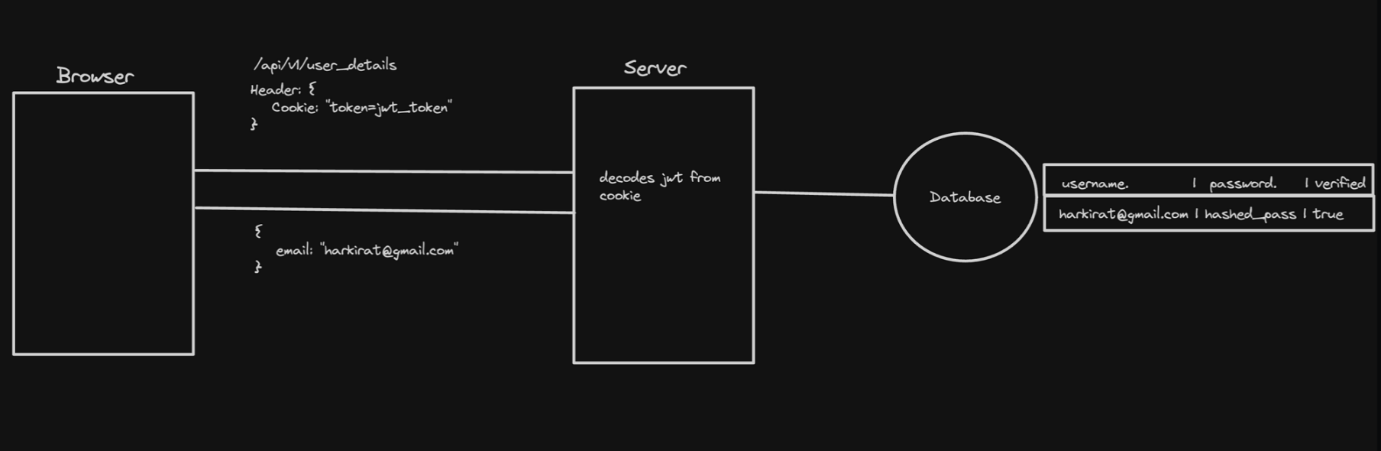 Browser
/api/v1/user_details
Header: {
Cookie: "token=jwt_token"
}
{
email: "harkirat@gmail.com"
}
Server
decodes jwt from
cookie
Database
username. | password. | verified
harkirat@gmail.com | hashed_pass | true